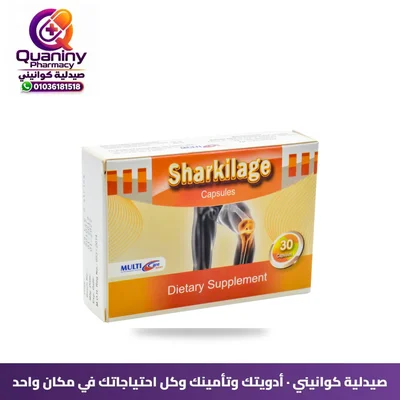 Quaniny
Pharmacy
صيدلية كوانيني
01036181518
Sharkilage
Capsules
30
Capsules
MULTI
Dietary Supplement
صيدلية كوانيني - أدويتك وتأمينك وكل احتياجاتك في مكان واحد